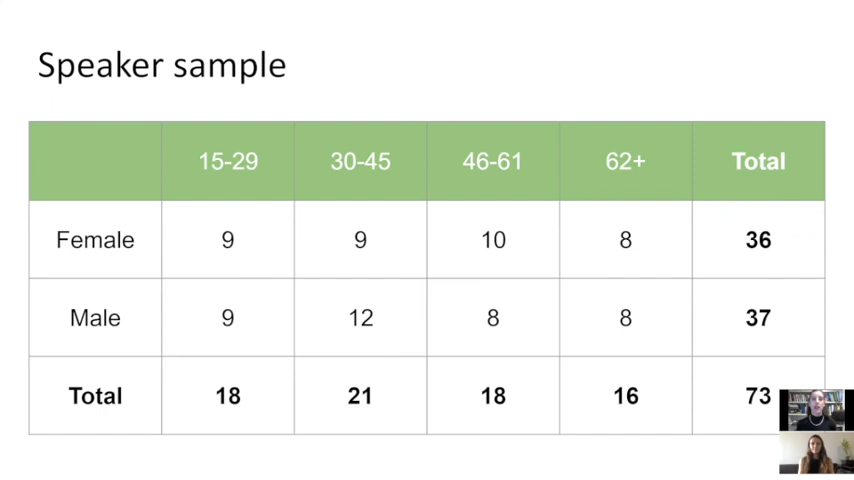 Speaker sample
15-29 30-45 46-61 62+ Total
Female 9 9 10 8 36
Male 9 12 8 8 37
Total 18 21 18 16 73